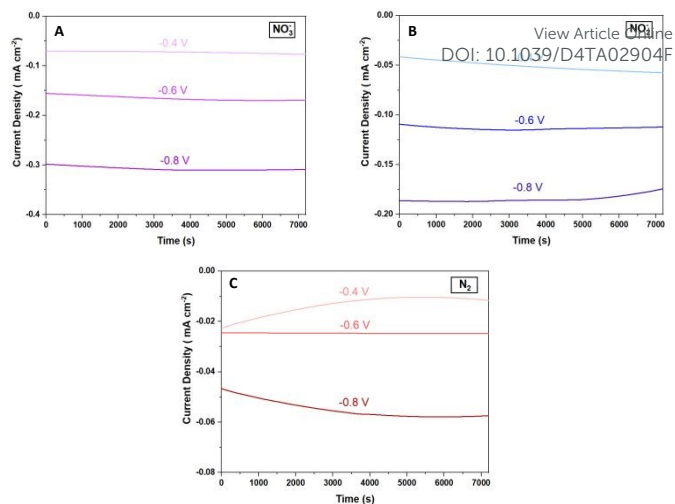 A
NO₃⁻
-0.4 V
-0.6 V
-0.8 V
0.0
-0.1
-0.2
-0.3
-0.4
Current Density ( mA cm⁻²)
0 1000 2000 3000 4000 5000 6000 7000
Time (s)
B
View Article Online
DOI: 10.1039/D4TA02904F
-0.6 V
-0.8 V
0.00
-0.05
-0.10
-0.15
-0.20
Current Density ( mA cm⁻²)
0 1000 2000 3000 4000 5000 6000 7000
Time (s)
C
N₂
-0.4 V
-0.6 V
-0.8 V
0.00
-0.02
-0.04
-0.06
-0.08
Current Density ( mA cm⁻²)
0 1000 2000 3000 4000 5000 6000 7000
Time (s)